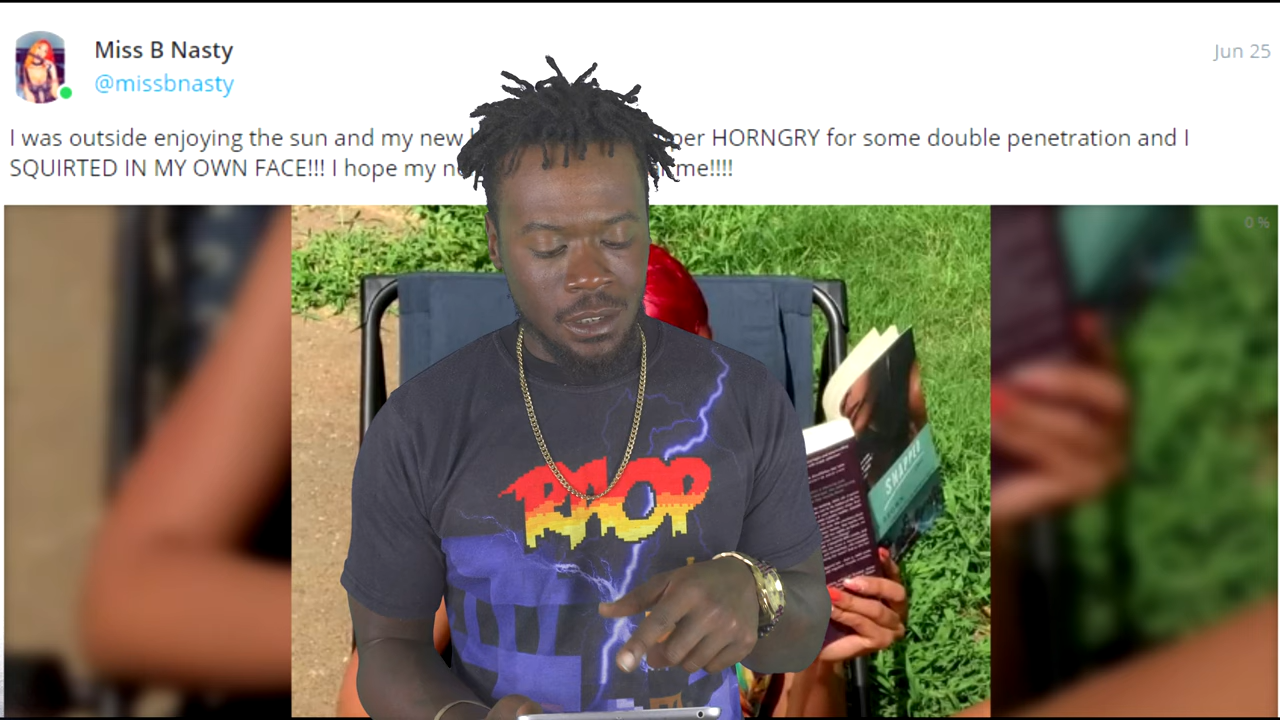 Miss B Nasty
Jun 25
@missbnasty
I was outside enjoying the sun and my new HORNGRY for some double penetration and I
SQUIRTED IN MY OWN FACE!!! I hope my me!!!!
0 %
SNAPPED